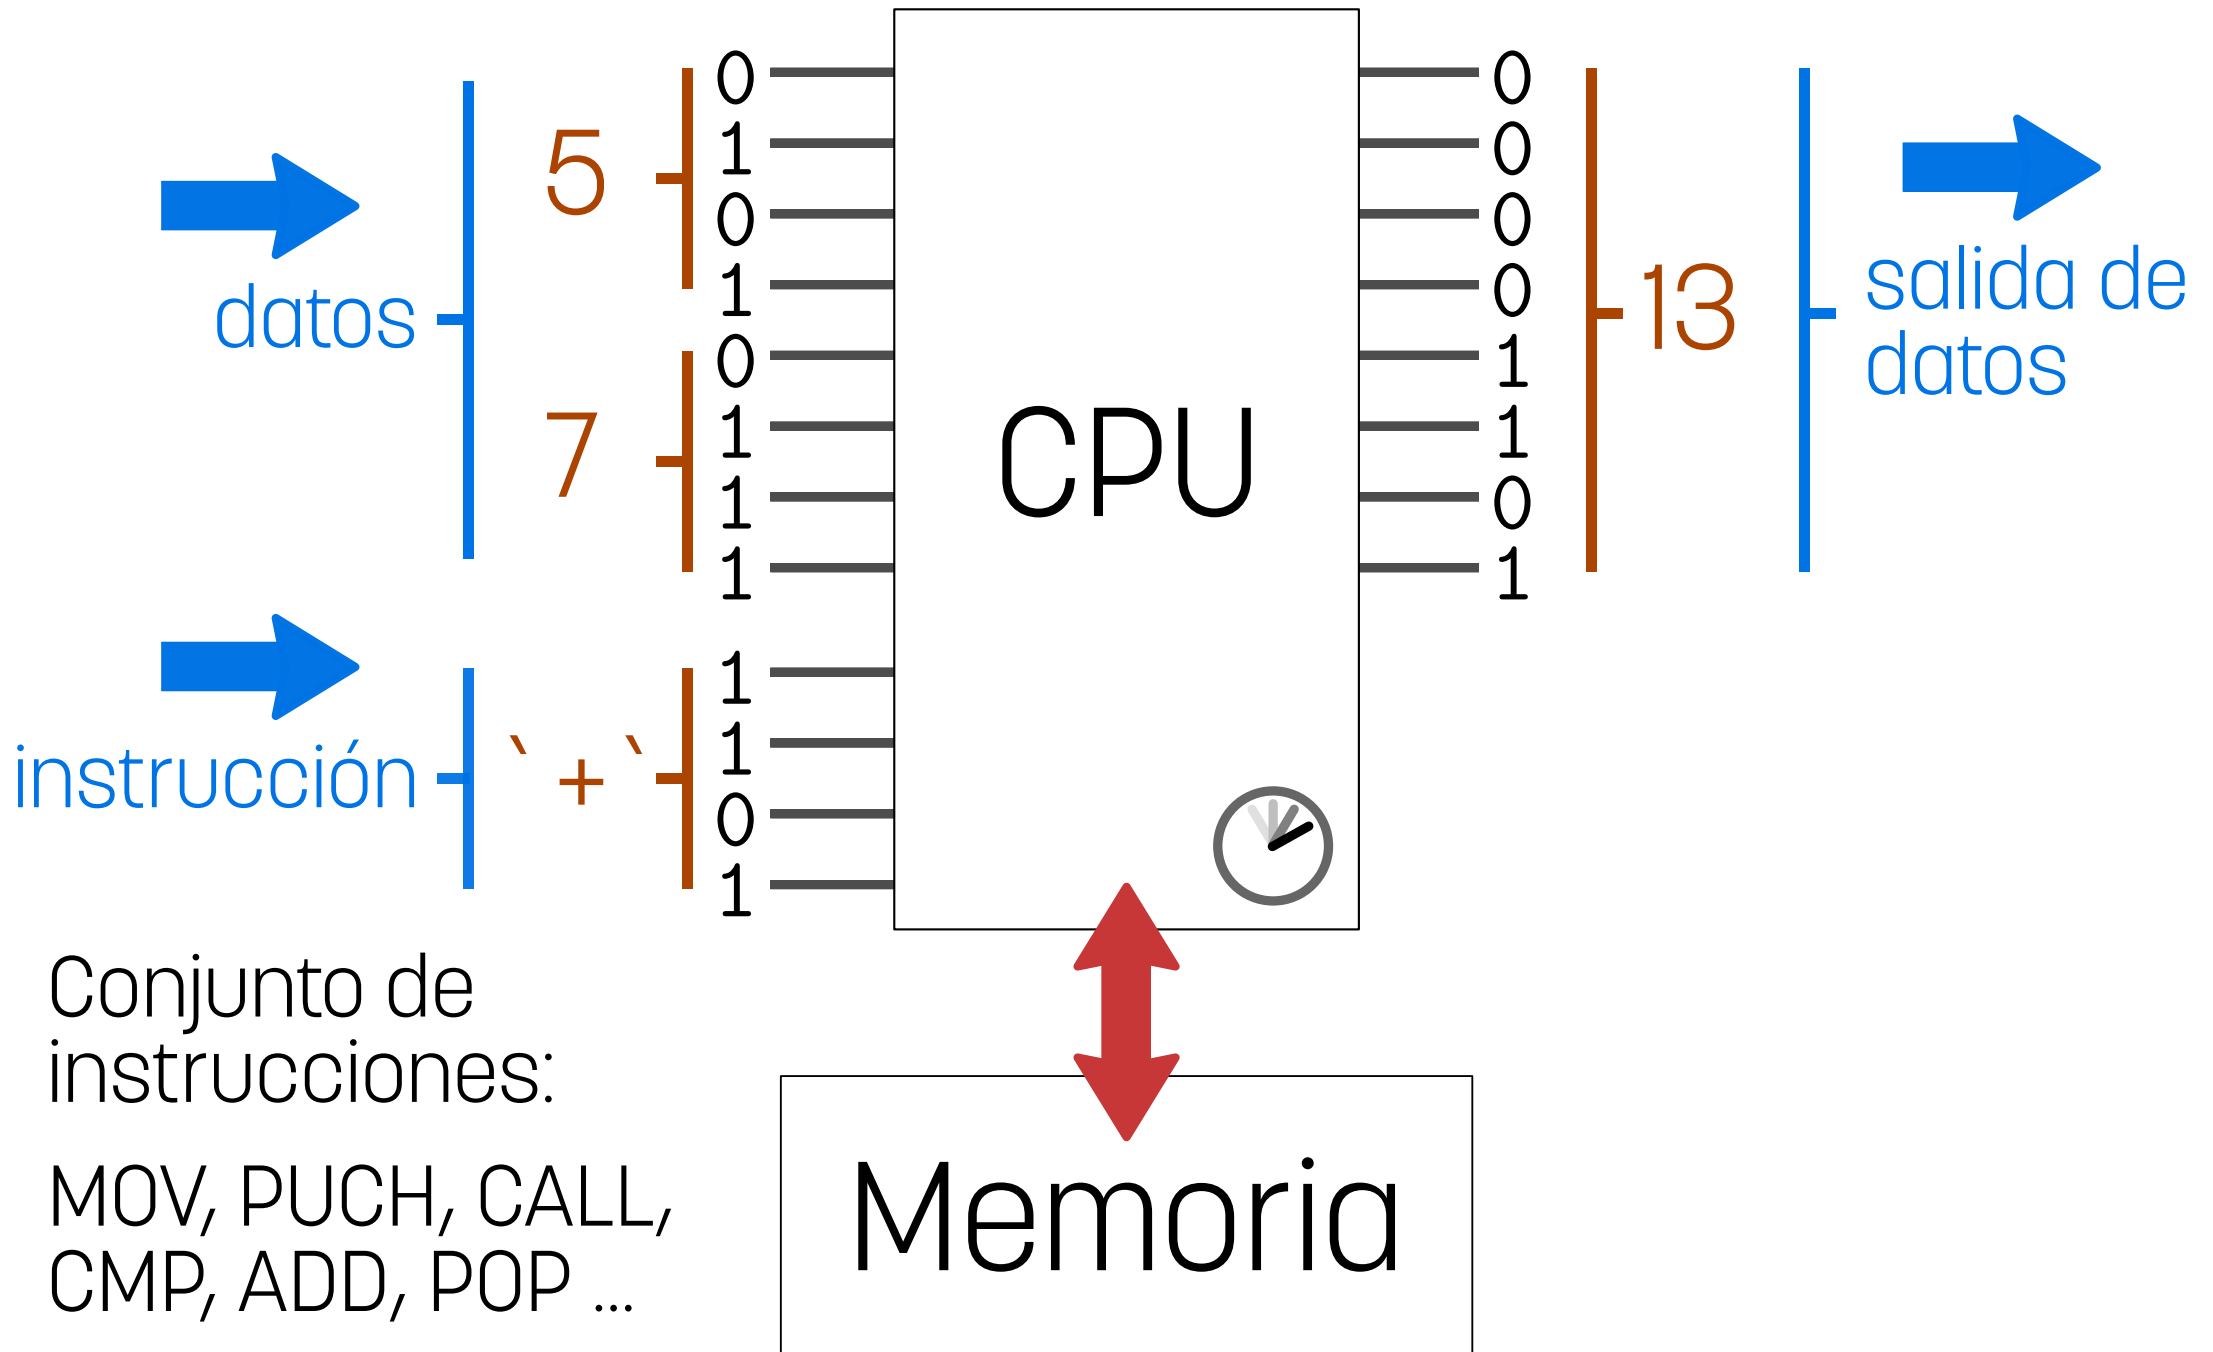 0
1
0
1
5
datos
0
1
1
1
7
1
1
0
1
instrucción
` + `
CPU
0
0
0
0
1
1
0
1
13
salida de
datos
Conjunto de
instrucciones:
MOV, PUCH, CALL,
CMP, ADD, POP ...
Memoria